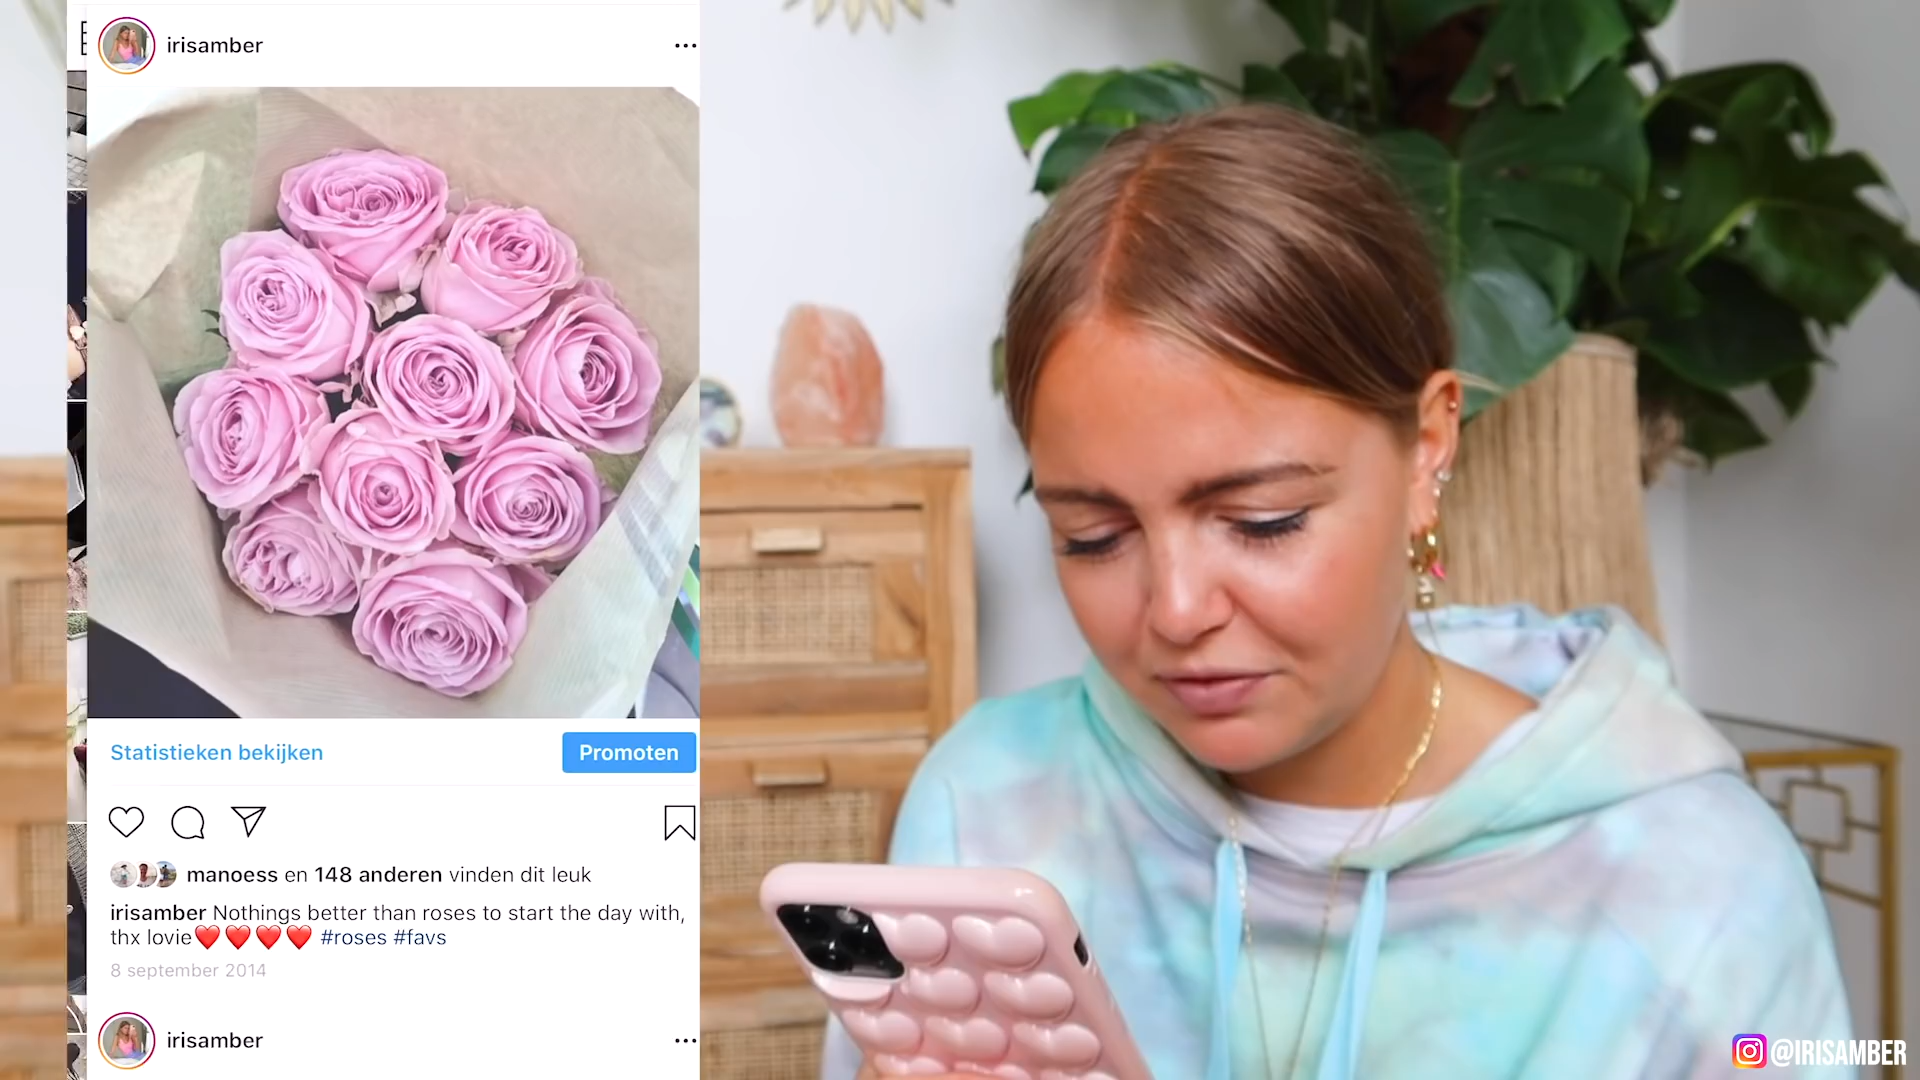 irisamber
Statistieken bekijken
Promoten
manoess en 148 anderen vinden dit leuk
irisamber Nothings better than roses to start the day with,
thx lovie❤️❤️❤️❤️ #roses #favs
8 september 2014
irisamber
@IRISAMBER